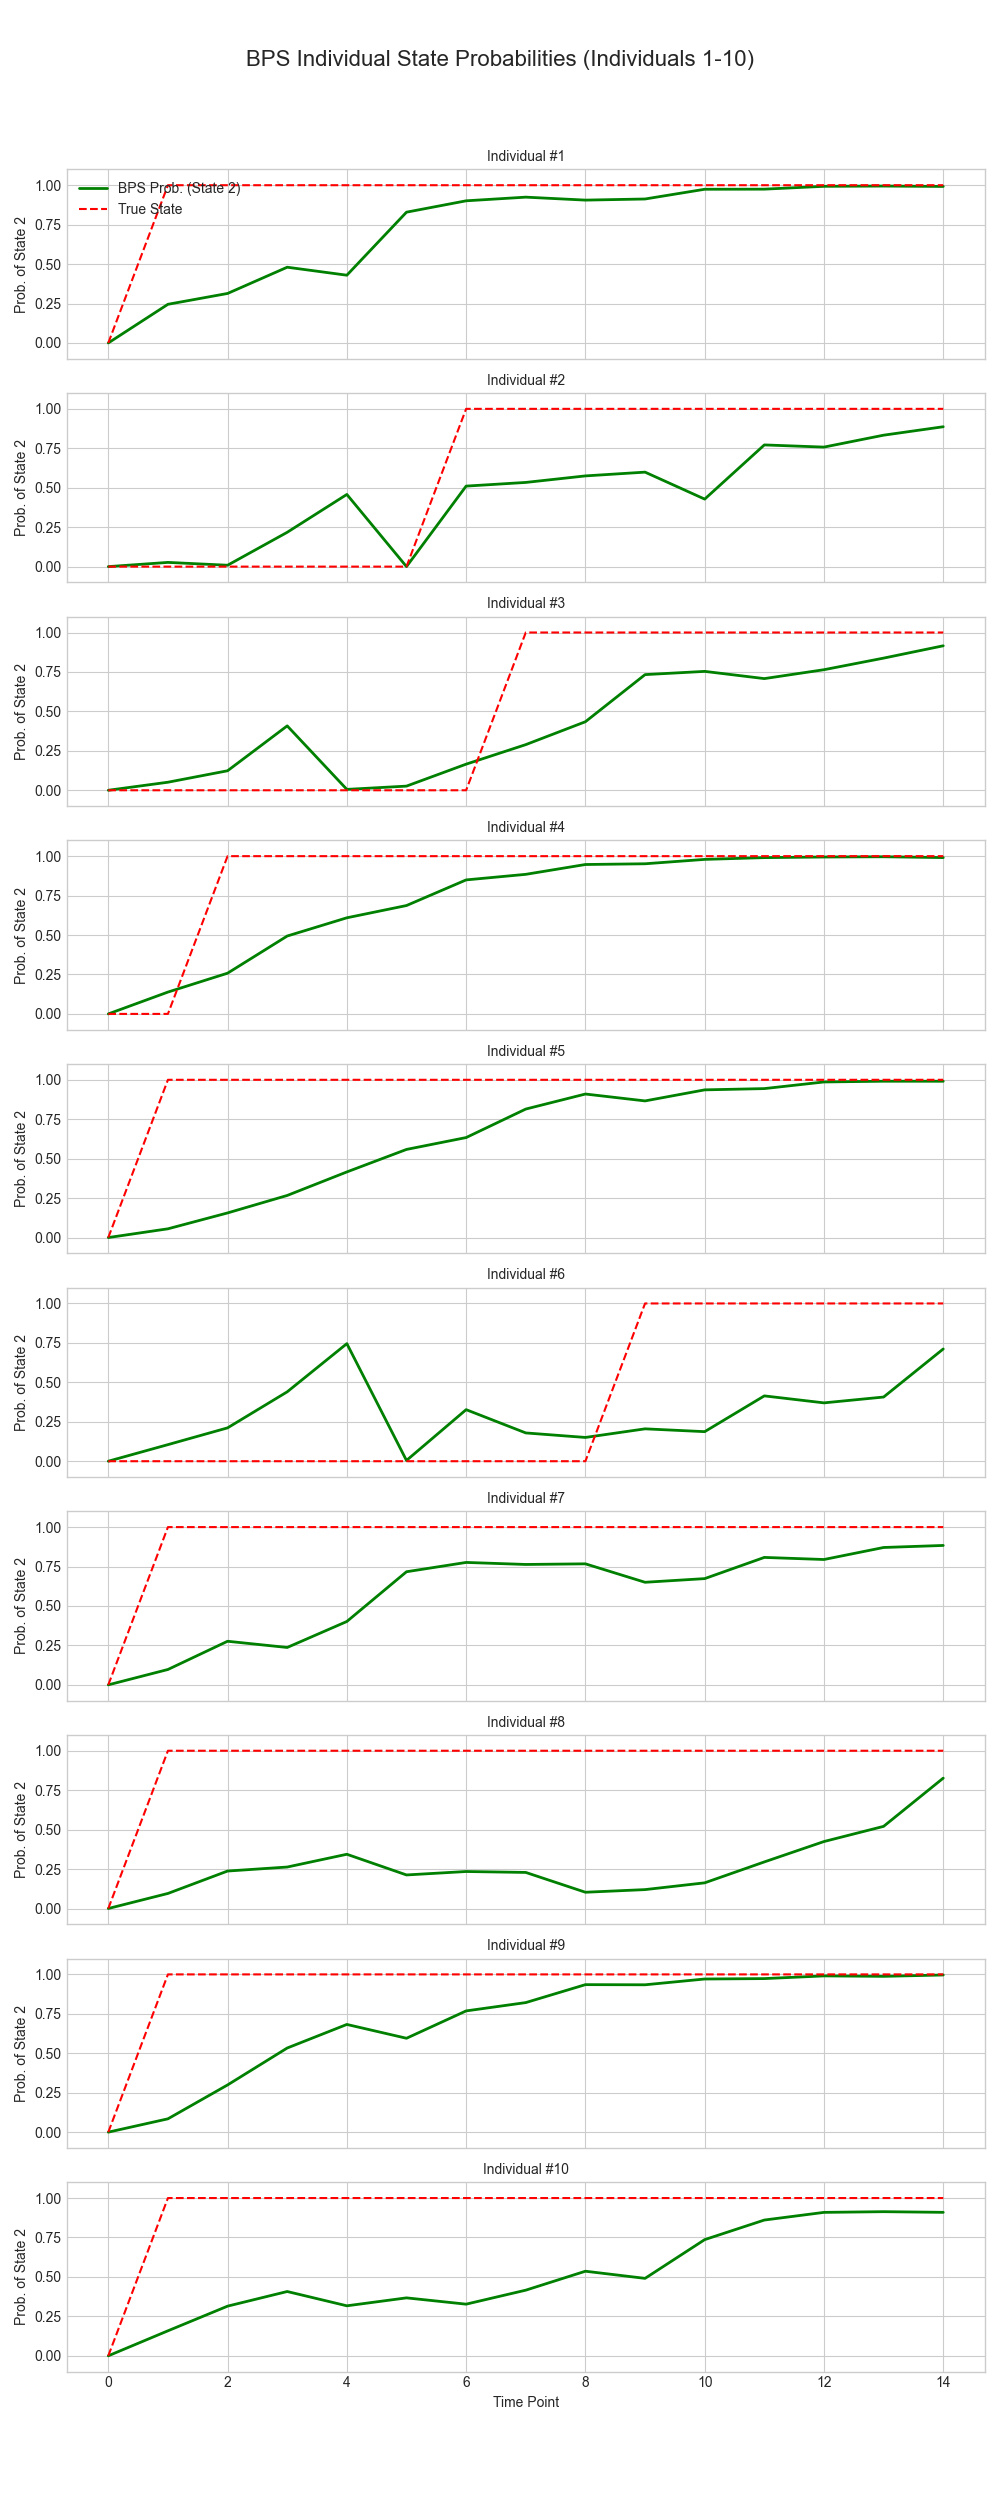 BPS Individual State Probabilities (Individuals 1-10)
Individual #1
BPS Prob. (State 2)
True State
1.00
0.75
0.50
0.25
0.00
Prob. of State 2
Individual #2
1.00
0.75
0.50
0.25
0.00
Prob. of State 2
Individual #3
1.00
0.75
0.50
0.25
0.00
Prob. of State 2
Individual #4
1.00
0.75
0.50
0.25
0.00
Prob. of State 2
Individual #5
1.00
0.75
0.50
0.25
0.00
Prob. of State 2
Individual #6
1.00
0.75
0.50
0.25
0.00
Prob. of State 2
Individual #7
1.00
0.75
0.50
0.25
0.00
Prob. of State 2
Individual #8
1.00
0.75
0.50
0.25
0.00
Prob. of State 2
Individual #9
1.00
0.75
0.50
0.25
0.00
Prob. of State 2
Individual #10
1.00
0.75
0.50
0.25
0.00
Prob. of State 2
0 2 4 6 8 10 12 14
Time Point